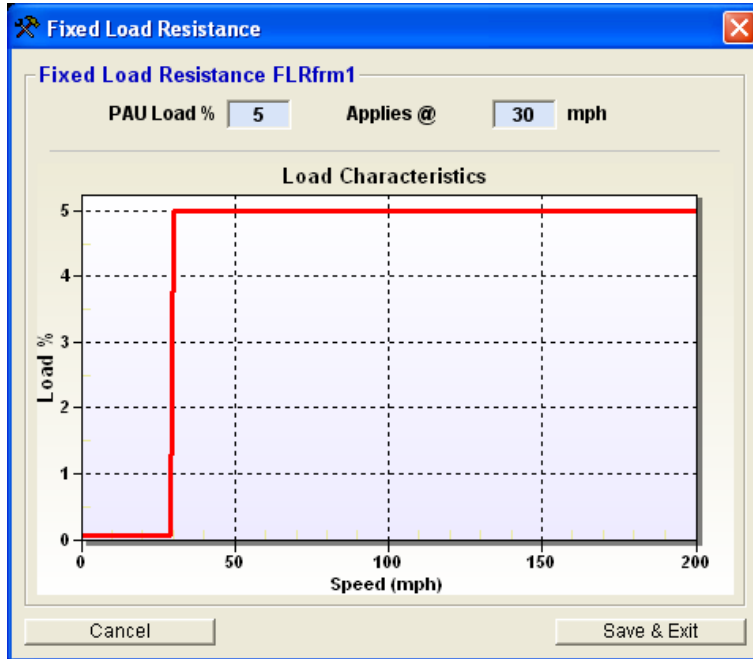 Fixed Load Resistance
Fixed Load Resistance FLRfrm1
PAU Load % 5 Applies @ 30 mph
Load Characteristics
5
4
3
2
1
0
Load %
0 50 100 150 200
Speed (mph)
Cancel Save & Exit